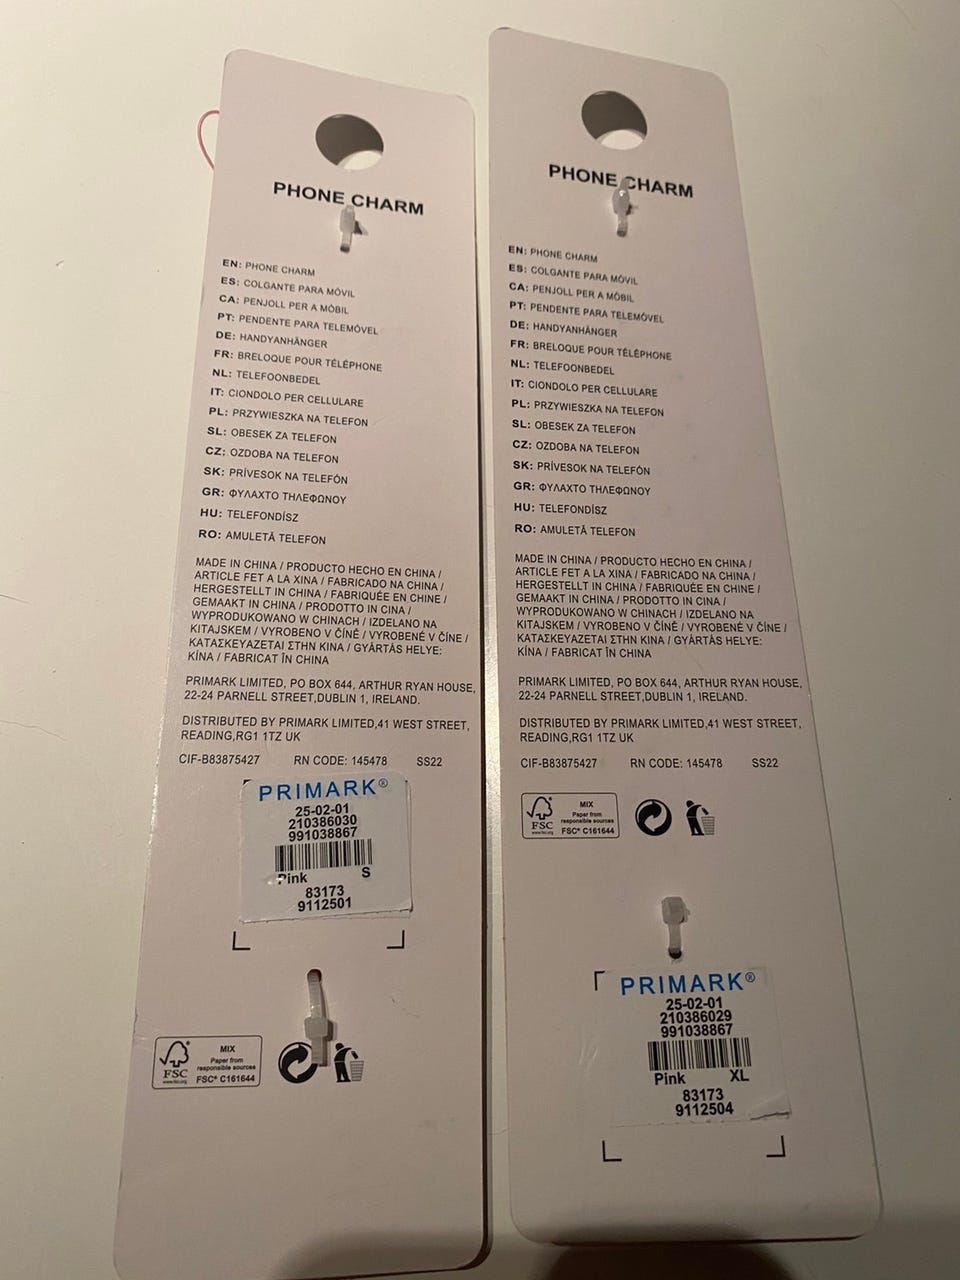 PHONE CHARM
EN: PHONE CHARM
ES: COLGANTE PARA MÓVIL
CA: PENJOLL PER A MÒBIL
PT: PENDENTE PARA TELEMÓVEL
DE: HANDYANHÄNGER
FR: BRELOQUE POUR TÉLÉPHONE
NL: TELEFOONBEDEL
IT: CIONDOLO PER CELLULARE
PL: PRZYWIESZKA NA TELEFON
SL: OBESEK ZA TELEFON
CZ: OZDOBA NA TELEFON
SK: PRÍVESOK NA TELEFÓN
GR: ΦΥΛΑΧΤΟ ΤΗΛΕΦΩΝΟΥ
HU: TELEFONDÍSZ
RO: AMULETĂ TELEFON
MADE IN CHINA / PRODUCTO HECHO EN CHINA /
ARTICLE FET A LA XINA / FABRICADO NA CHINA /
HERGESTELLT IN CHINA / FABRIQUÉE EN CHINE /
GEMAAKT IN CHINA / PRODOTTO IN CINA /
WYPRODUKOWANO W CHINACH / IZDELANO NA
KITAJSKEM / VYROBENO V ČÍNĚ / VYROBENÉ V ČÍNE /
ΚΑΤΑΣΚΕΥΑΖΕΤΑΙ ΣΤΗΝ ΚΙΝΑ / GYÁRTÁS HELYE:
KÍNA / FABRICAT ÎN CHINA
PRIMARK LIMITED, PO BOX 644, ARTHUR RYAN HOUSE,
22-24 PARNELL STREET,DUBLIN 1, IRELAND.
DISTRIBUTED BY PRIMARK LIMITED,41 WEST STREET,
READING,RG1 1TZ UK
CIF-B83875427 RN CODE: 145478 SS22
PRIMARK®
25-02-01
210386030
991038867
Pink S
83173
9112501
FSC
www.fsc.org
MIX
Paper from
responsible sources
FSC® C161644
PHONE CHARM
EN: PHONE CHARM
ES: COLGANTE PARA MÓVIL
CA: PENJOLL PER A MÒBIL
PT: PENDENTE PARA TELEMÓVEL
DE: HANDYANHÄNGER
FR: BRELOQUE POUR TÉLÉPHONE
NL: TELEFOONBEDEL
IT: CIONDOLO PER CELLULARE
PL: PRZYWIESZKA NA TELEFON
SL: OBESEK ZA TELEFON
CZ: OZDOBA NA TELEFON
SK: PRÍVESOK NA TELEFÓN
GR: ΦΥΛΑΧΤΟ ΤΗΛΕΦΩΝΟΥ
HU: TELEFONDÍSZ
RO: AMULETĂ TELEFON
MADE IN CHINA / PRODUCTO HECHO EN CHINA /
ARTICLE FET A LA XINA / FABRICADO NA CHINA /
HERGESTELLT IN CHINA / FABRIQUÉE EN CHINE /
GEMAAKT IN CHINA / PRODOTTO IN CINA /
WYPRODUKOWANO W CHINACH / IZDELANO NA
KITAJSKEM / VYROBENO V ČÍNĚ / VYROBENÉ V ČÍNE /
ΚΑΤΑΣΚΕΥΑΖΕΤΑΙ ΣΤΗΝ ΚΙΝΑ / GYÁRTÁS HELYE:
KÍNA / FABRICAT ÎN CHINA
PRIMARK LIMITED, PO BOX 644, ARTHUR RYAN HOUSE,
22-24 PARNELL STREET,DUBLIN 1, IRELAND.
DISTRIBUTED BY PRIMARK LIMITED,41 WEST STREET,
READING,RG1 1TZ UK
CIF-B83875427 RN CODE: 145478 SS22
FSC
www.fsc.org
MIX
Paper from
responsible sources
FSC® C161644
PRIMARK®
25-02-01
210386029
991038867
Pink XL
83173
9112504